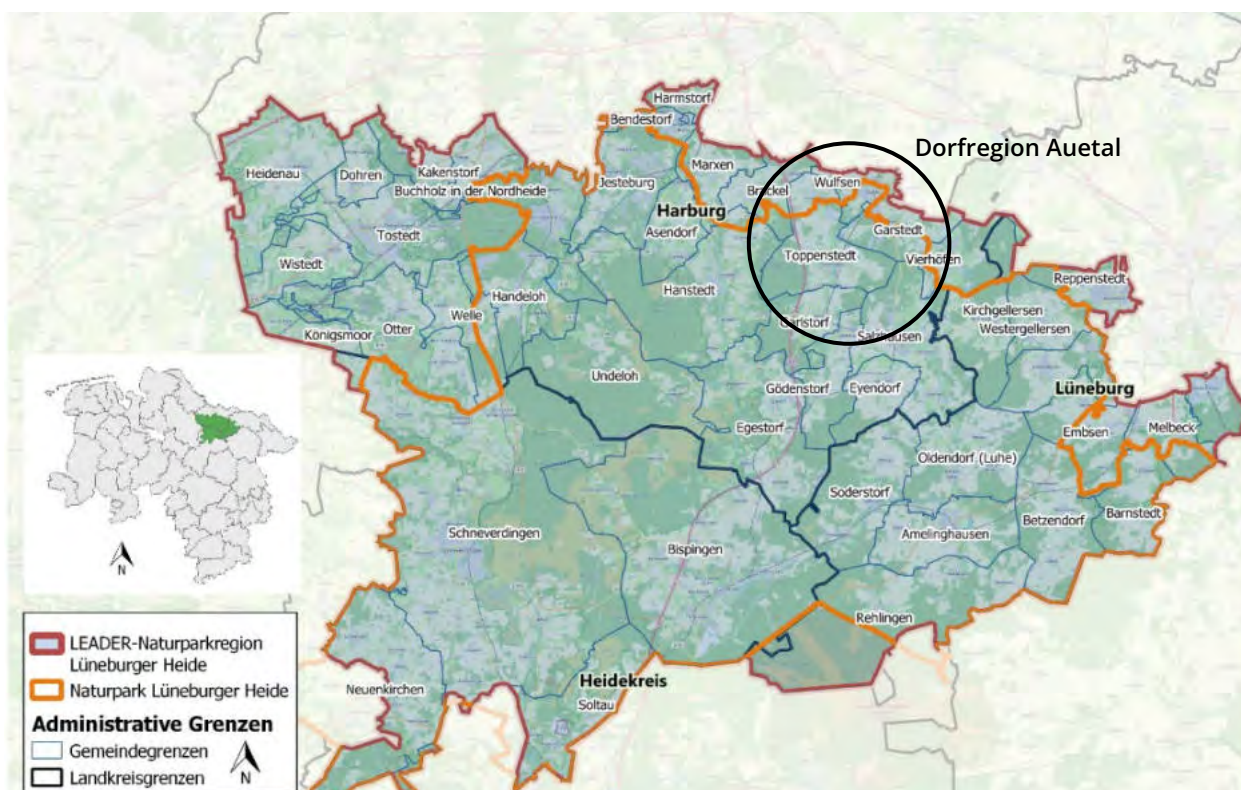 Harmstorf
Bendestorf
Dorfregion Auetal
Marxen
Kakenstorf
Heidenau
Dohren
Wulfsen
Jesteburg
Brackel
Buchholz in der Nordheide
Harburg
Garstedt
Asendorf
Tostedt
Toppenstedt
Vierhöfen
Wistedt
Reppenstedt
Hanstedt
Handeloh
Kirchgellersen
Welle
Garlstorf
Westergellersen
Otter
Königsmoor
Salzhausen
Undeloh
Gödenstorf
Eyendorf
Lüneburg
Egestorf
Embsen
Melbeck
Oldendorf (Luhe)
Soderstorf
Betzendorf
Barnstedt
Schneverdingen
Amelinghausen
Bispingen
N
Rehlingen
LEADER-Naturparkregion
Lüneburger Heide
Naturpark Lüneburger Heide
Administrative Grenzen
Gemeindegrenzen
Landkreisgrenzen
N
Heidekreis
Neuenkirchen
Soltau